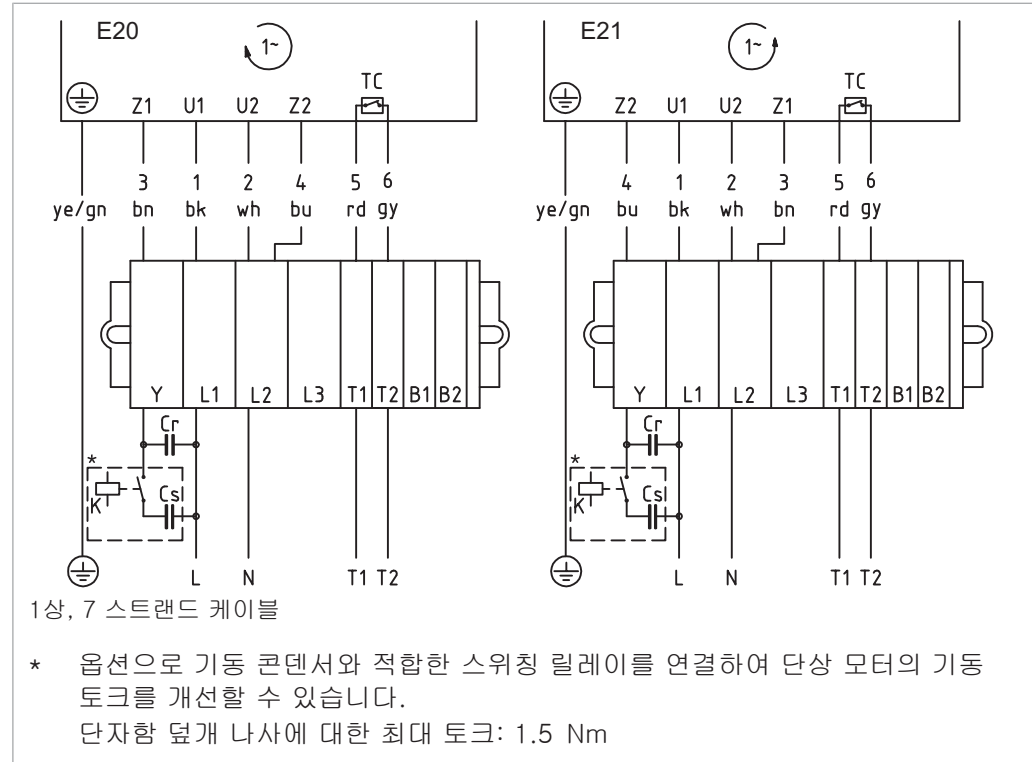 E20 E21
1~ 1~
TC TC
Z1 U1 U2 Z2 Z2 U1 U2 Z1
3 1 2 4 5 6 4 1 2 3 5 6
ye/gn bn bk wh bu rd gy ye/gn bu bk wh bn rd gy
Y L1 L2 L3 T1 T2 B1 B2 Y L1 L2 L3 T1 T2 B1 B2
Cr Cr
* *
K Cs K Cs
L N T1 T2 L N T1 T2
1상, 7 스트랜드 케이블
* 옵션으로 기동 콘덴서와 적합한 스위칭 릴레이를 연결하여 단상 모터의 기동
토크를 개선할 수 있습니다.
단자함 덮개 나사에 대한 최대 토크: 1.5 Nm